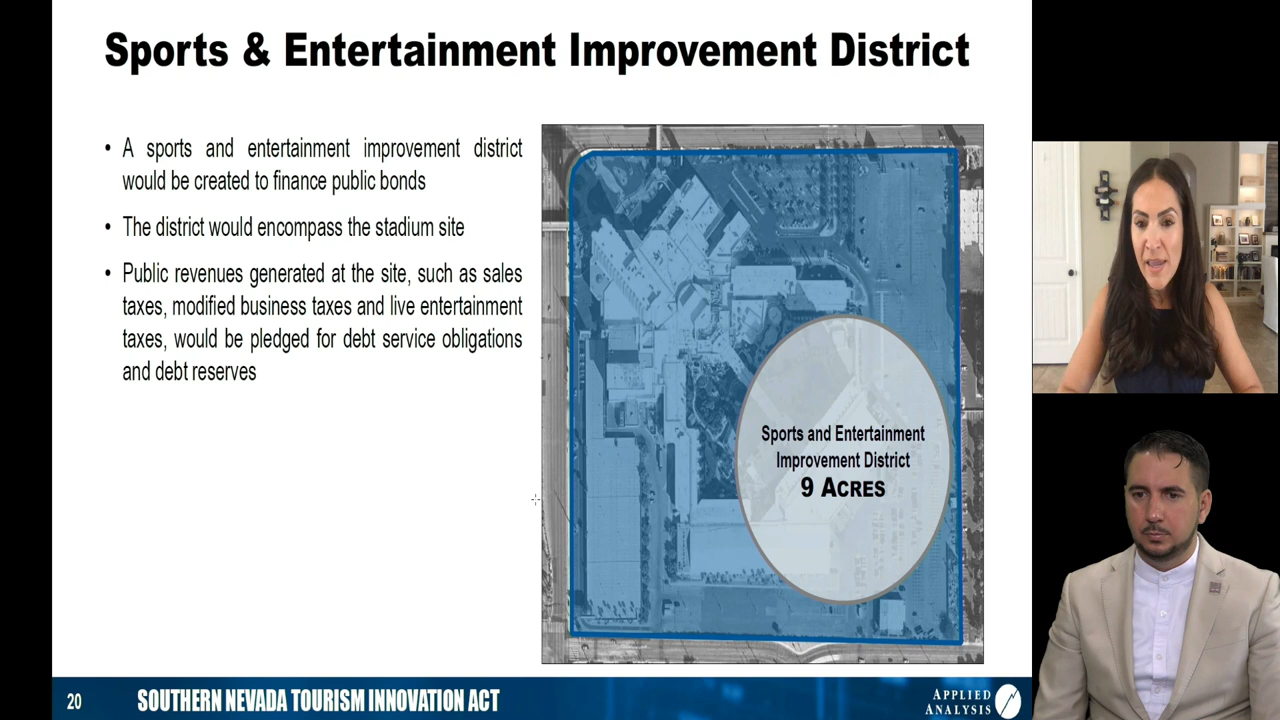 Sports & Entertainment Improvement District
• A sports and entertainment improvement district
would be created to finance public bonds
• The district would encompass the stadium site
• Public revenues generated at the site, such as sales
taxes, modified business taxes and live entertainment
taxes, would be pledged for debt service obligations
and debt reserves
Sports and Entertainment
Improvement District
9 ACRES
20
SOUTHERN NEVADA TOURISM INNOVATION ACT
APPLIED
ANALYSIS